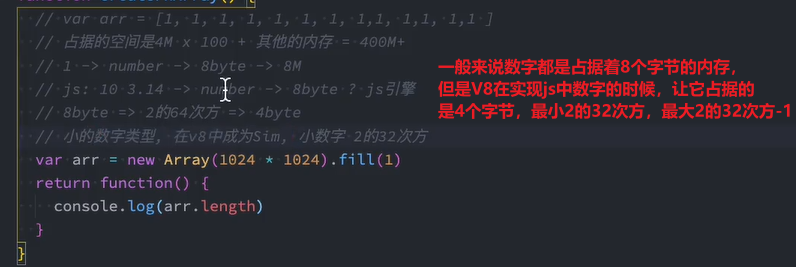 // var arr = [1, 1, 1, 1, 1, 1, 1, 1, 1,1, 1,1, 1,1 ]
// 占据的空间是4M x 100 + 其他的内存 = 400M+
// 1 -> number -> 8byte -> 8M
// js: 10 3.14 -> number -> 8byte ? js引擎
// 8byte => 2的64次方 => 4byte
// 小的数字类型, 在v8中成为Sim, 小数字 2的32次方
var arr = new Array(1024 * 1024).fill(1)
return function() {
console.log(arr.length)
}
}
一般来说数字都是占据着8个字节的内存，
但是V8在实现js中数字的时候，让它占据的
是4个字节，最小2的32次方，最大2的32次方-1